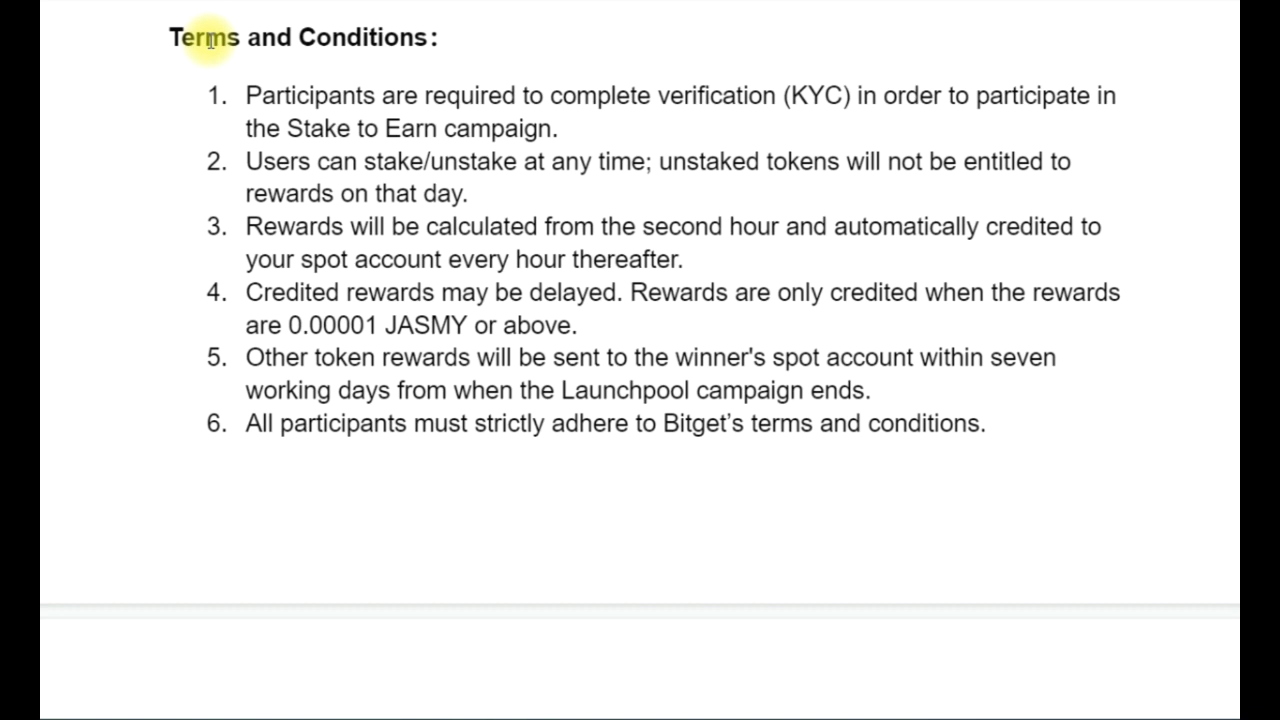 Terms and Conditions:
1. Participants are required to complete verification (KYC) in order to participate in
the Stake to Earn campaign.
2. Users can stake/unstake at any time; unstaked tokens will not be entitled to
rewards on that day.
3. Rewards will be calculated from the second hour and automatically credited to
your spot account every hour thereafter.
4. Credited rewards may be delayed. Rewards are only credited when the rewards
are 0.00001 JASMY or above.
5. Other token rewards will be sent to the winner's spot account within seven
working days from when the Launchpool campaign ends.
6. All participants must strictly adhere to Bitget’s terms and conditions.